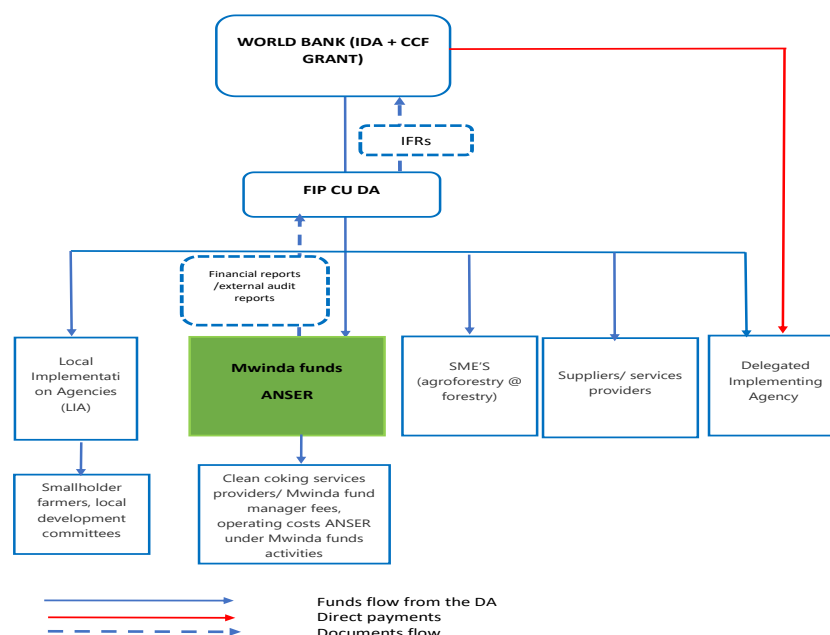 WORLD BANK (IDA + CCF
GRANT)
IFRs
FIP CU DA
Financial reports
/external audit
reports
Local
Implementati
on Agencies
(LIA)
Mwinda funds
ANSER
SME'S
(agroforestry @
forestry)
Suppliers/ services
providers
Delegated
Implementing
Agency
Smallholder
farmers, local
development
committees
Clean coking services
providers/ Mwinda fund
manager fees,
operating costs ANSER
under Mwinda funds
activities
Funds flow from the DA
Direct payments
Documents flow